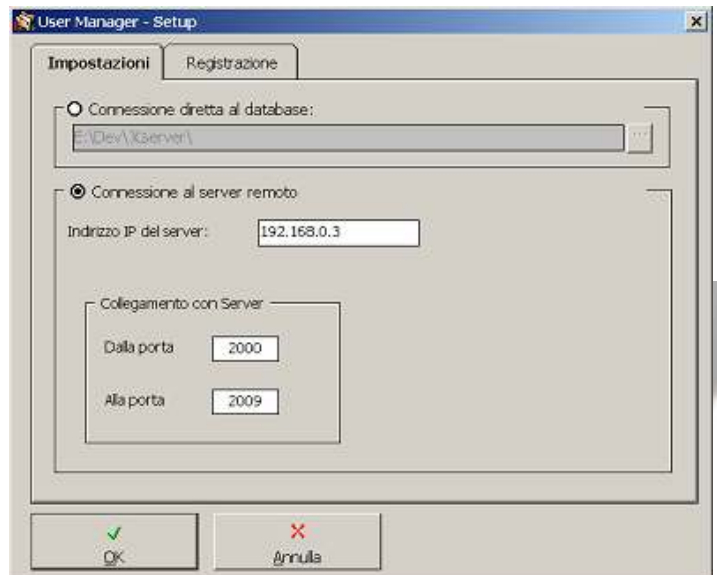 User Manager - Setup
Impostazioni
Registrazione
Connessione diretta al database:
E:\Dev\Xserver\
...
Connessione al server remoto
Indirizzo IP del server:
192.168.0.3
Collegamento con Server
Dalla porta
2000
Alla porta
2009
OK
Annulla